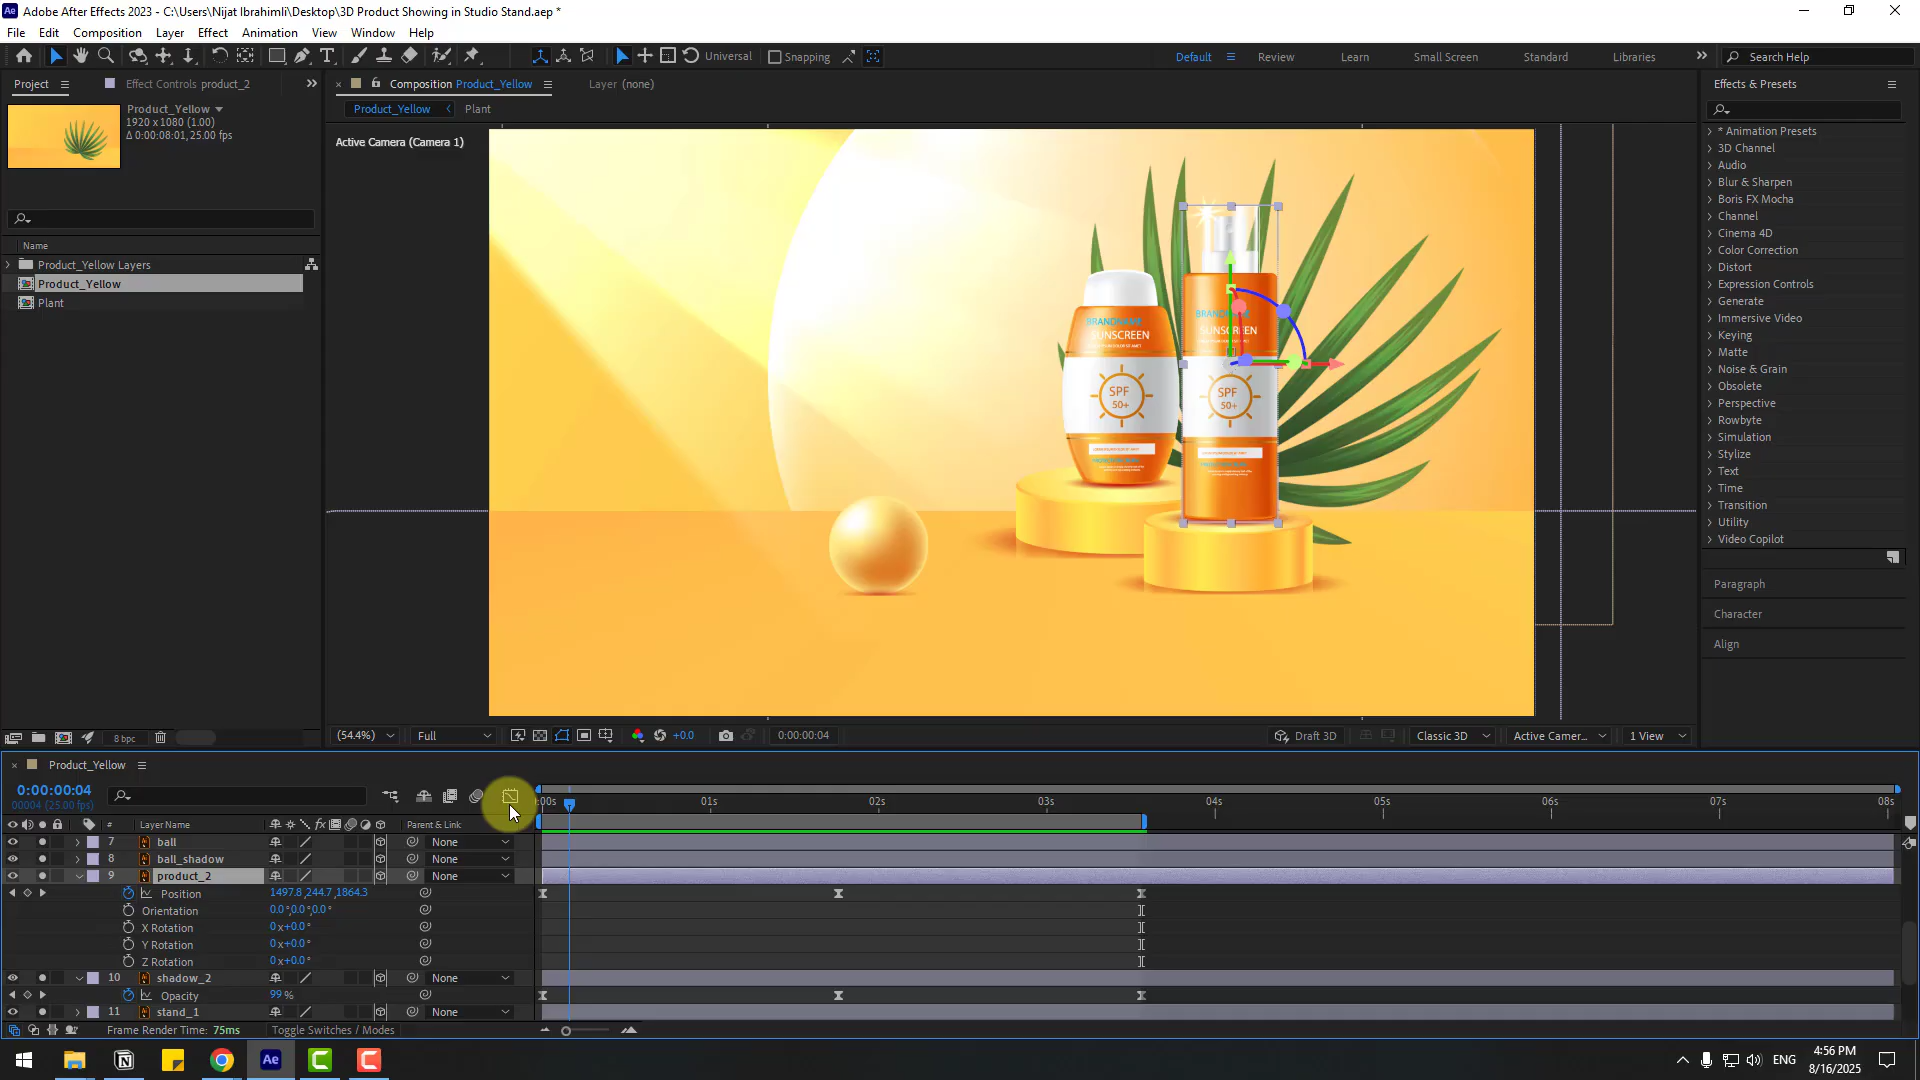 Adobe After Effects 2023 - C:\Users\Nijat Ibrahimli\Desktop\3D Product Showing in Studio Stand.aep *
File Edit Composition Layer Effect Animation View Window Help
Universal Snapping Default Review Learn Small Screen Standard Libraries Search Help
Project Effect Controls product_2 Composition Product_Yellow Layer (none) Effects & Presets
Product_Yellow
1920 x 1080 (1.00)
Δ 0:00:08:01, 25.00 fps
Product_Yellow Plant
Active Camera (Camera 1)
Name
Product_Yellow Layers
Product_Yellow
Plant
SUNSCREEN
SPF
50+
SUNSCREEN
SPF
50+
* Animation Presets
3D Channel
Audio
Blur & Sharpen
Boris FX Mocha
Channel
Cinema 4D
Color Correction
Distort
Expression Controls
Generate
Immersive Video
Keying
Matte
Noise & Grain
Obsolete
Perspective
Rowbyte
Simulation
Stylize
Text
Time
Transition
Utility
Video Copilot
Paragraph
Character
Align
8 bpc (54.4%) Full +0.0 0:00:00:04 Draft 3D Classic 3D Active Camer... 1 View
Product_Yellow
0:00:00:04
00004 (25.00 fps)
:00s 01s 02s 03s 04s 05s 06s 07s 08s
# Layer Name Parent & Link
7 ball None
8 ball_shadow None
9 product_2 None
Position 1497.8,244.7,1864.3
Orientation 0.0°,0.0°,0.0°
X Rotation 0x+0.0°
Y Rotation 0x+0.0°
Z Rotation 0x+0.0°
10 shadow_2 None
Opacity 99%
11 stand_1 None
Frame Render Time: 75ms Toggle Switches / Modes
ENG 4:56 PM
8/16/2025